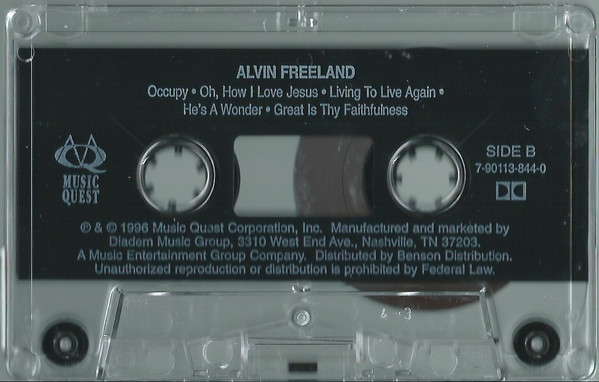 ALVIN FREELAND
Occupy • Oh, How I Love Jesus • Living To Live Again •
He's A Wonder • Great Is Thy Faithfulness
MUSIC
QUEST
SIDE B
7-90113-844-0
℗ & © 1996 Music Quest Corporation, Inc. Manufactured and marketed by
Diadem Music Group, 3310 West End Ave., Nashville, TN 37203.
A Music Entertainment Group Company. Distributed by Benson Distribution.
Unauthorized reproduction or distribution is prohibited by Federal Law.